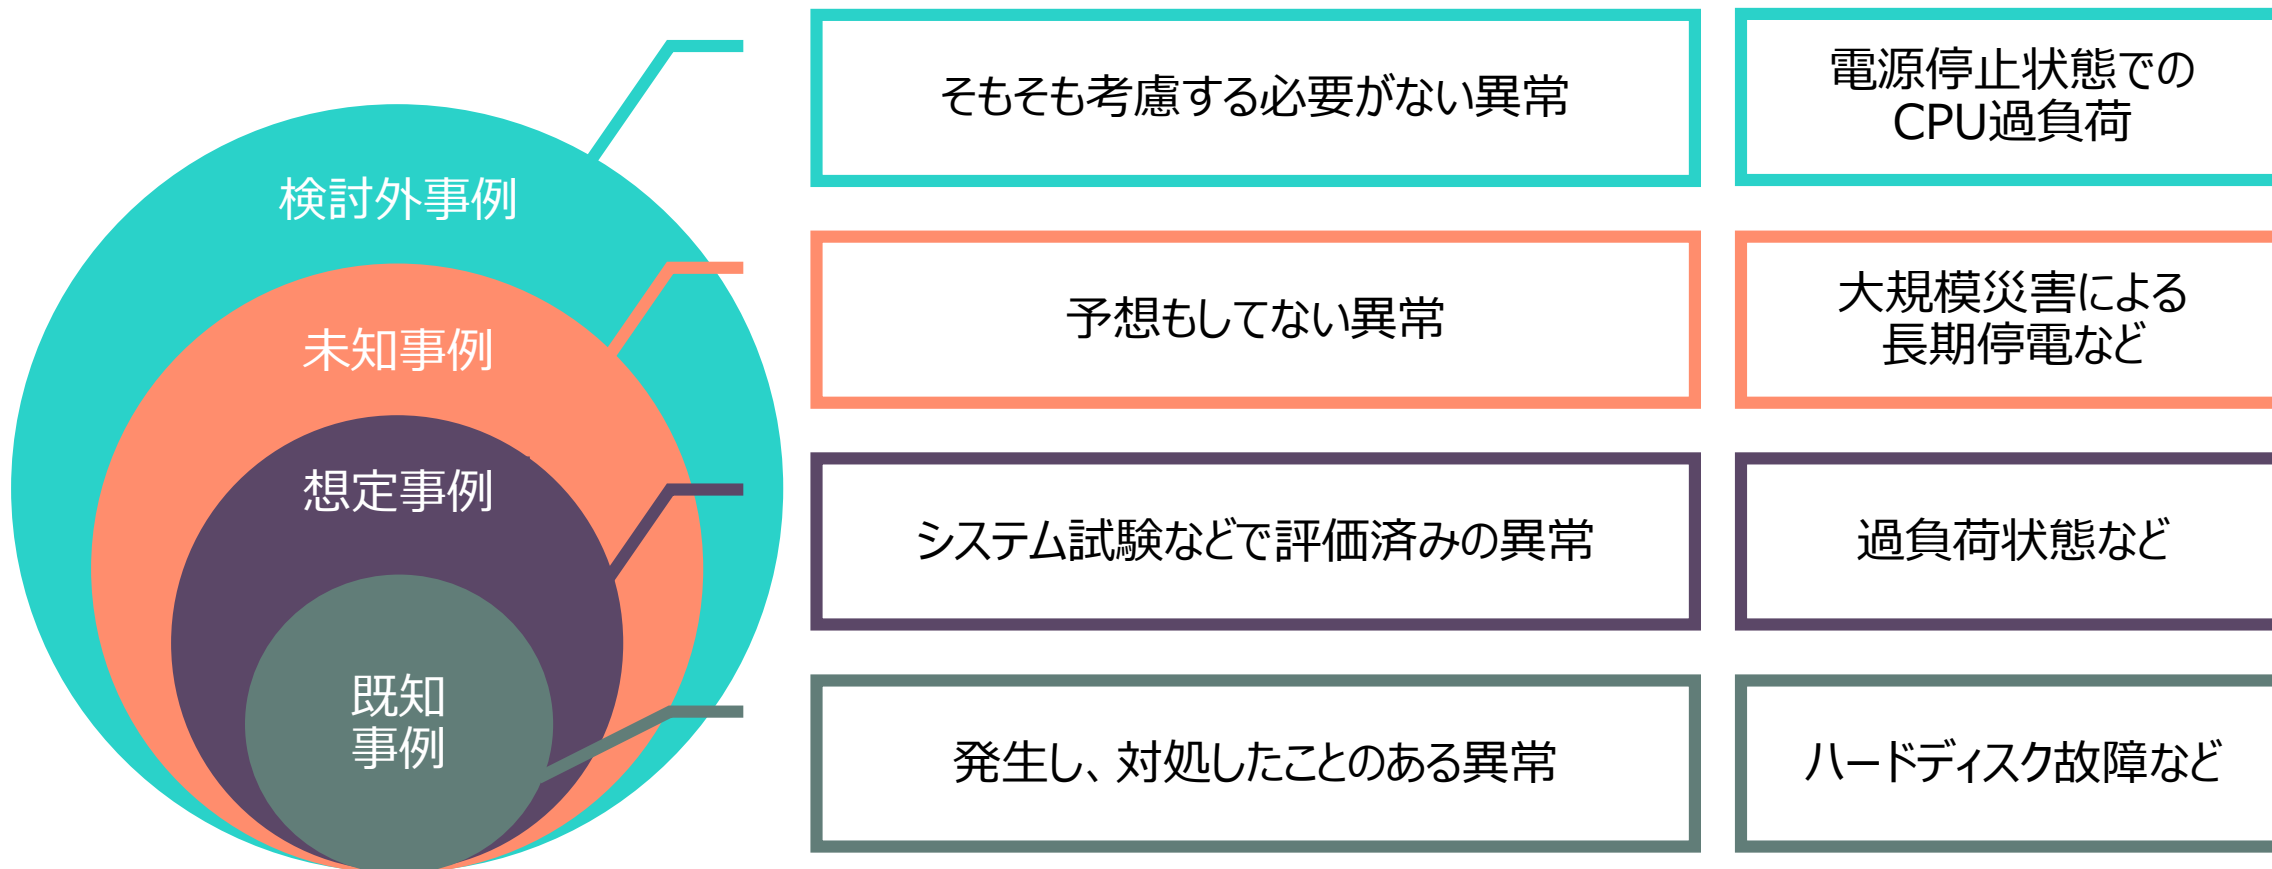 検討外事例
そもそも考慮する必要がない異常
電源停止状態での
CPU過負荷
未知事例
予想もしてない異常
大規模災害による
長期停電など
想定事例
システム試験などで評価済みの異常
過負荷状態など
既知
事例
発生し、対処したことのある異常
ハードディスク故障など